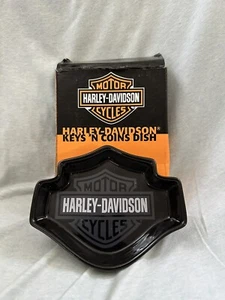 MOTOR
HARLEY-DAVIDSON
CYCLES
HARLEY-DAVIDSON®
KEYS 'N COINS DISH
MOTOR
HARLEY-DAVIDSON
CYCLES